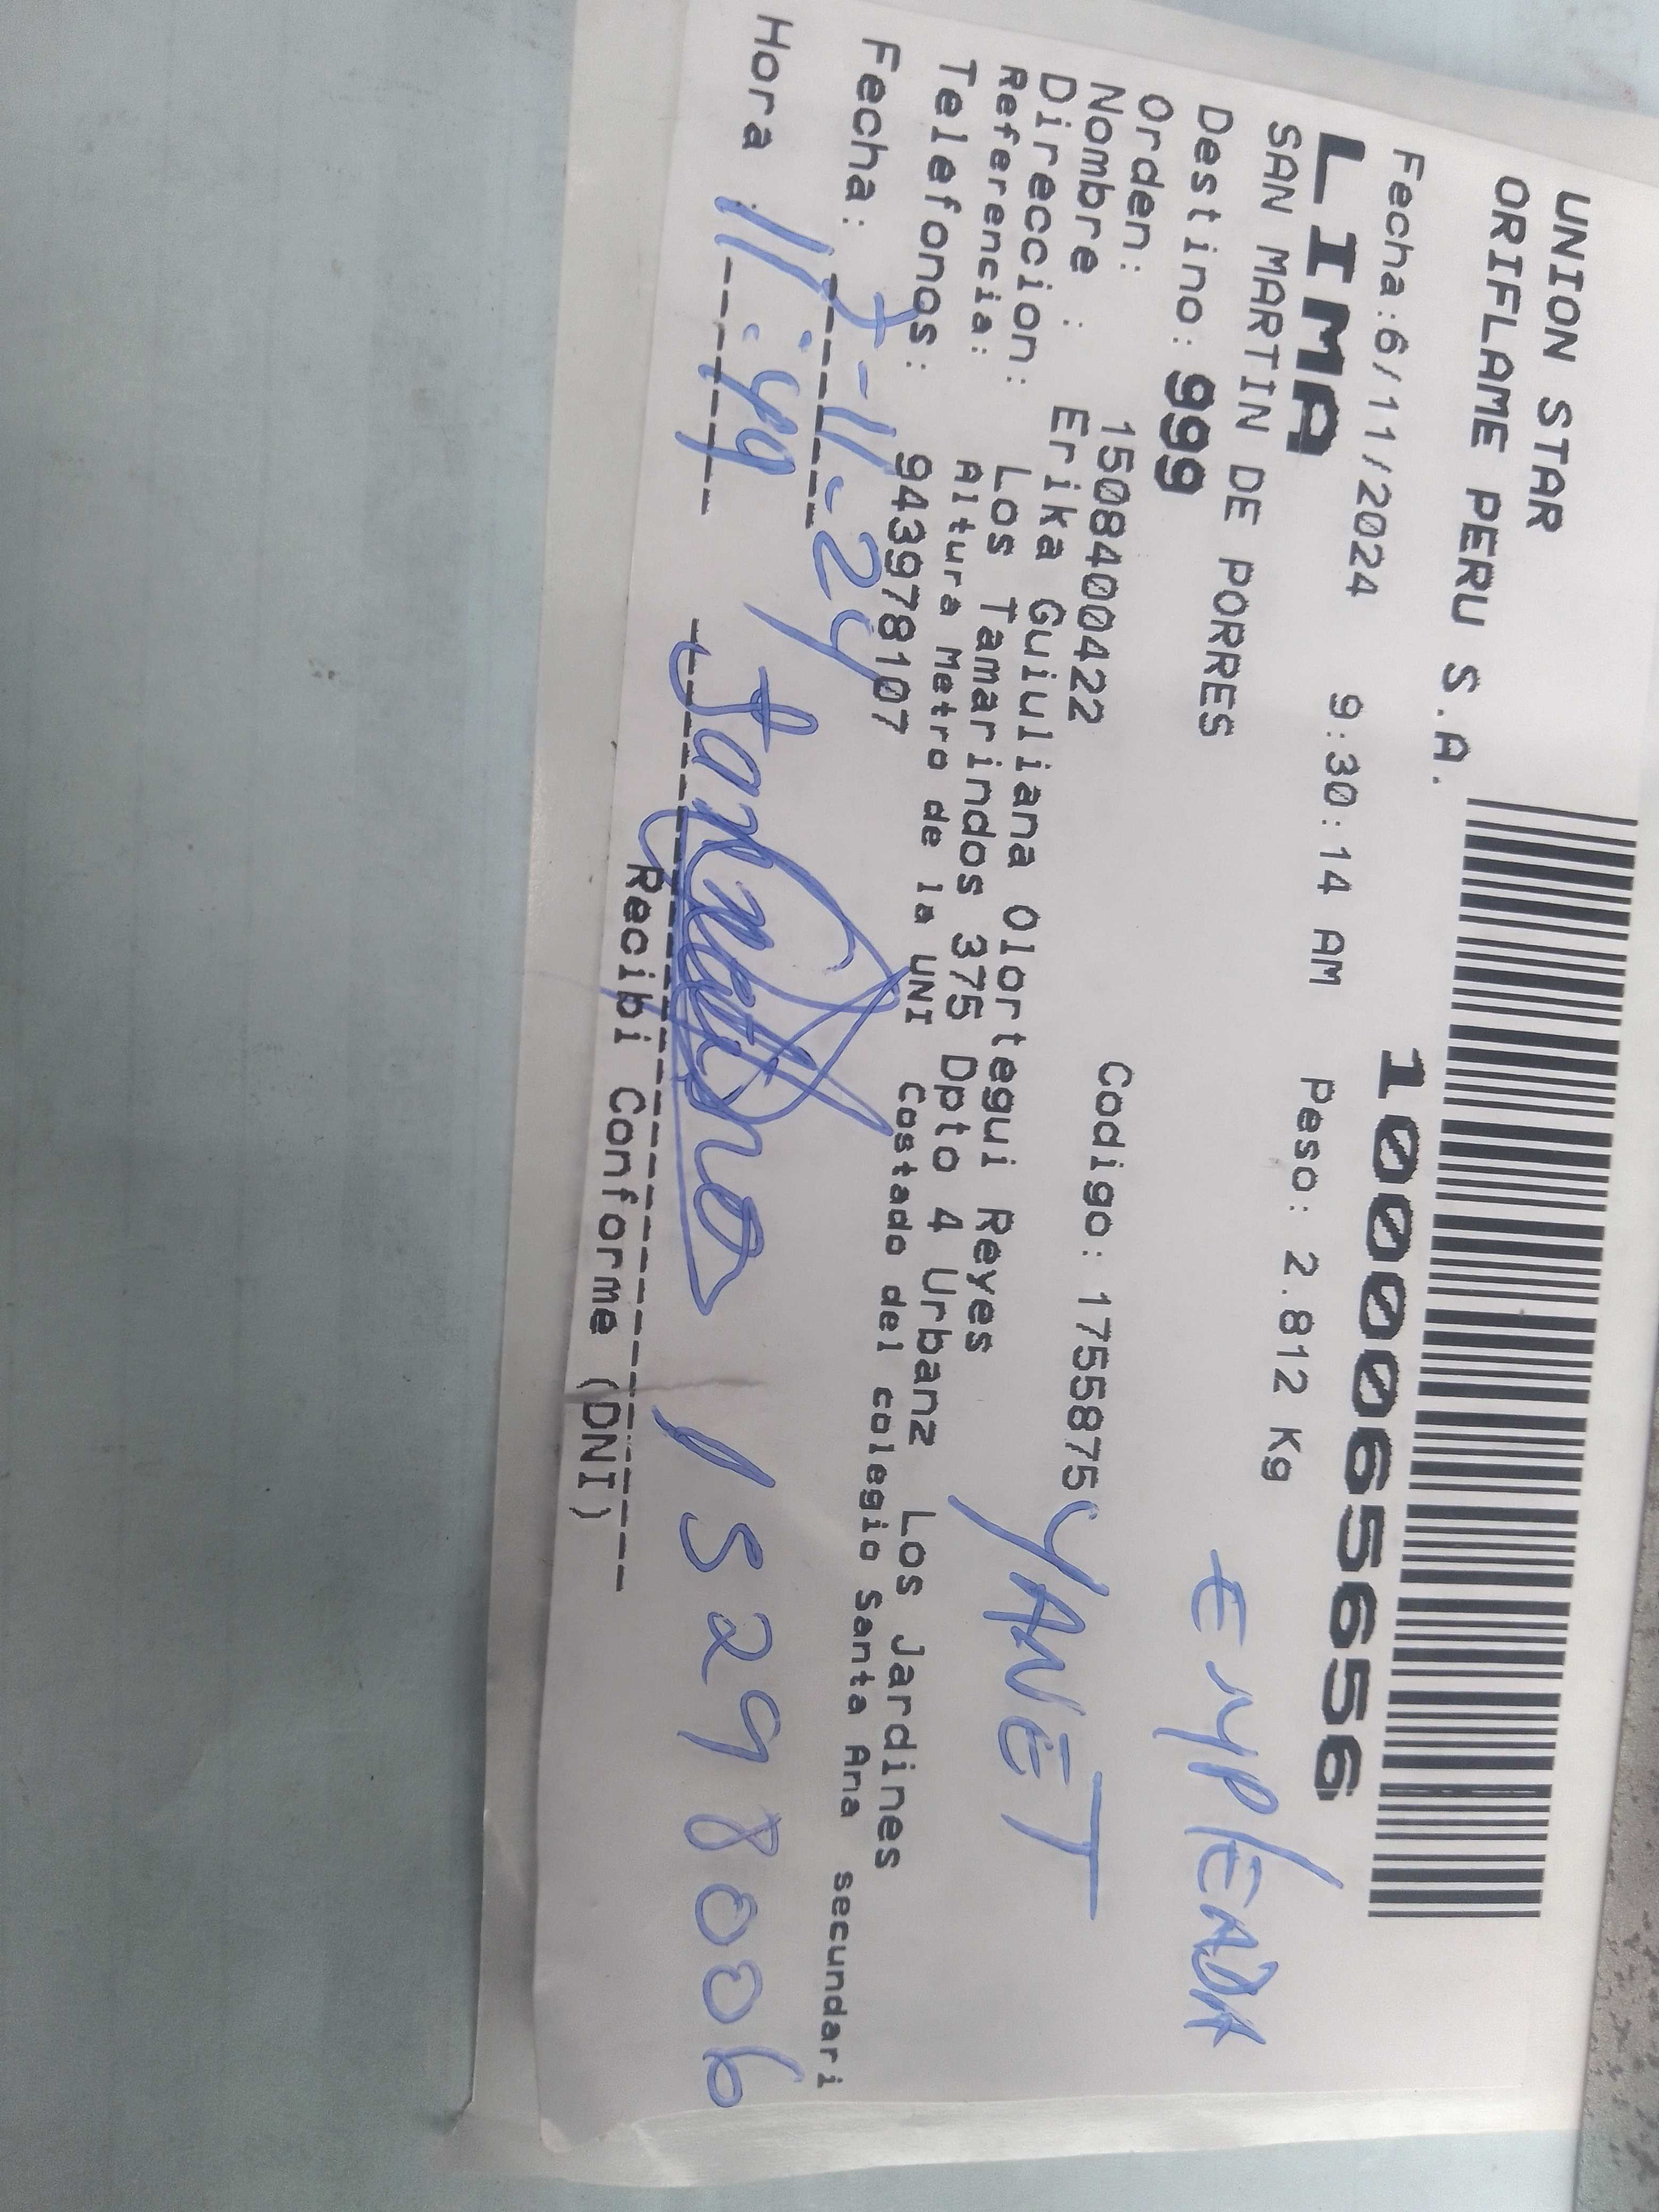 UNION STAR
ORIFLAME PERU S.A.
1000065656
Fecha:6/11/2024 9:30:14 AM Peso: 2.812 Kg
LIMA
SAN MARTIN DE PORRES
EMPLEADA
Destino: 999
Orden: 1508400422 Codigo: 1755875
YANET
Nombre : Erika Guiuliana Olortegui Reyes
Direccion: Los Tamarindos 375 Dpto 4 Urbanz Los Jardines
Referencia: Altura Metro de la UNI Costado del colegio Santa Ana secundari
Telefonos: 943978107
Fecha: 7-11-24
Hora 11:49
15298006
Recibi Conforme (DNI)